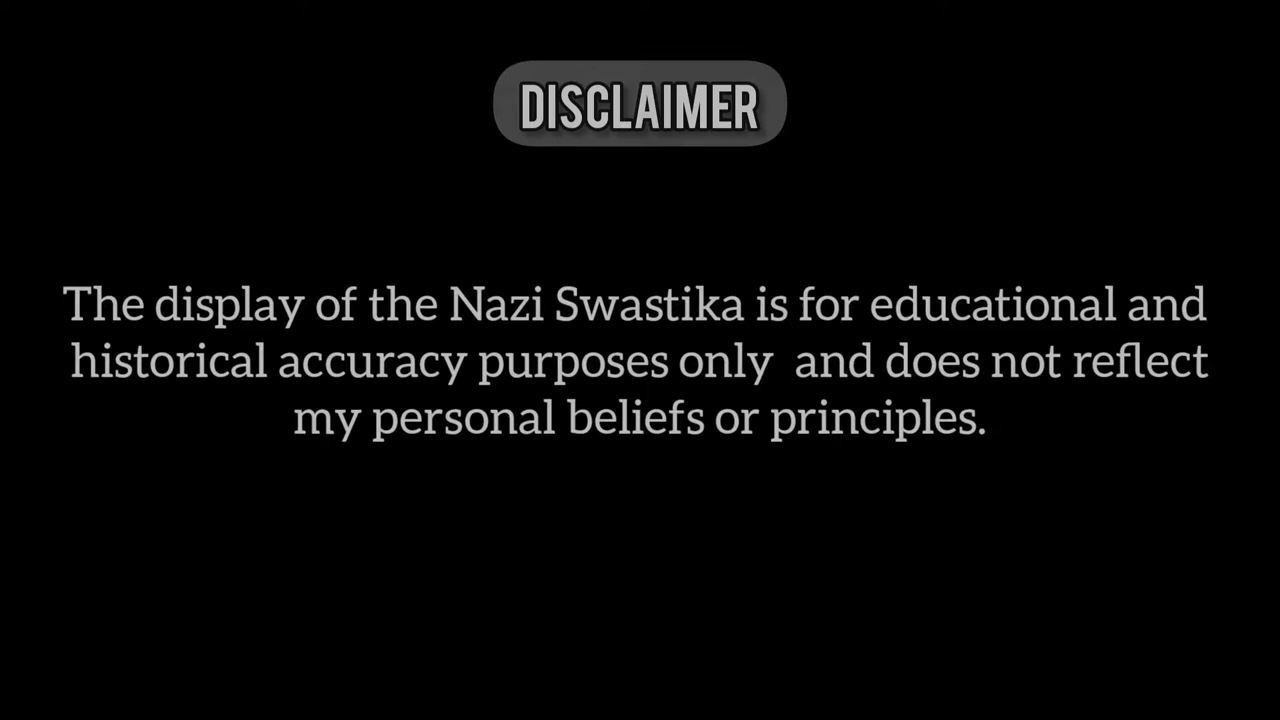 DISCLAIMER
The display of the Nazi Swastika is for educational and
historical accuracy purposes only  and does not reflect
my personal beliefs or principles.